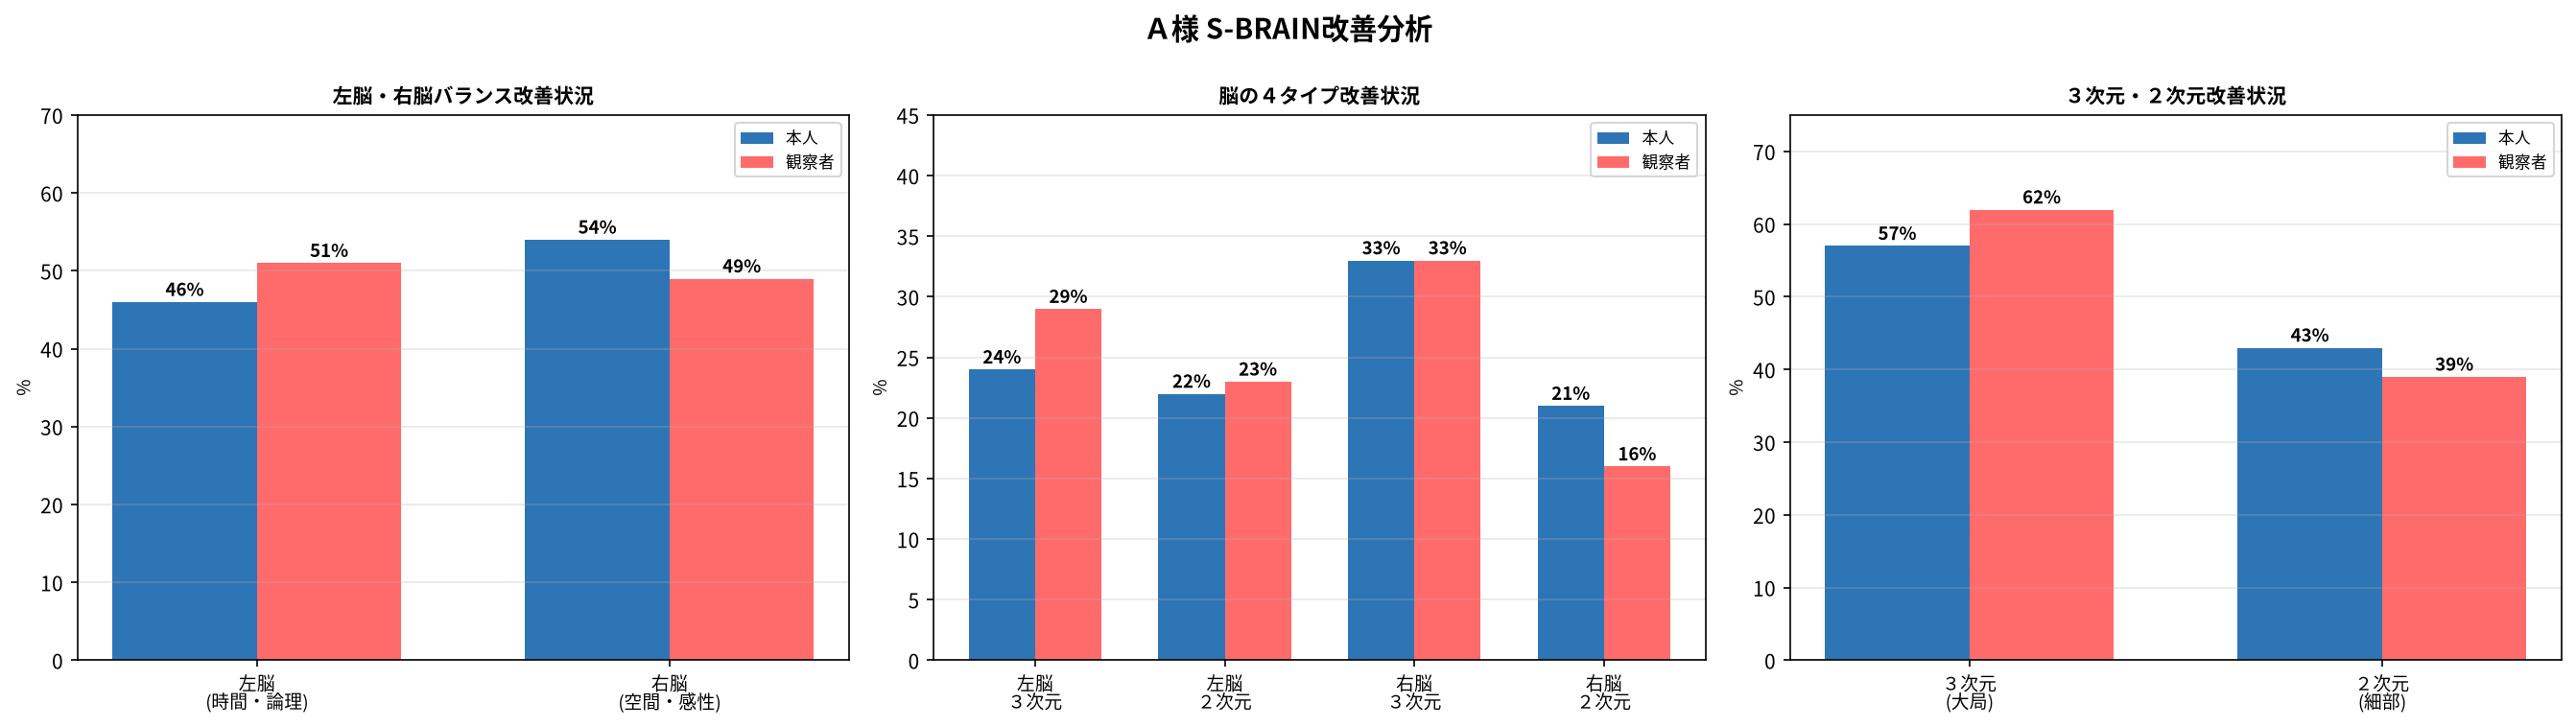 Ａ様 S-BRAIN改善分析
左脳・右脳バランス改善状況
70
60
50
40
30
20
10
0
%
本人
観察者
46%
51%
54%
49%
左脳
(時間・論理)
右脳
(空間・感性)
脳の４タイプ改善状況
45
40
35
30
25
20
15
10
5
0
%
本人
観察者
24%
29%
22%
23%
33%
33%
21%
16%
左脳
３次元
左脳
２次元
右脳
３次元
右脳
２次元
３次元・２次元改善状況
70
60
50
40
30
20
10
0
%
本人
観察者
57%
62%
43%
39%
３次元
(大局)
２次元
(細部)